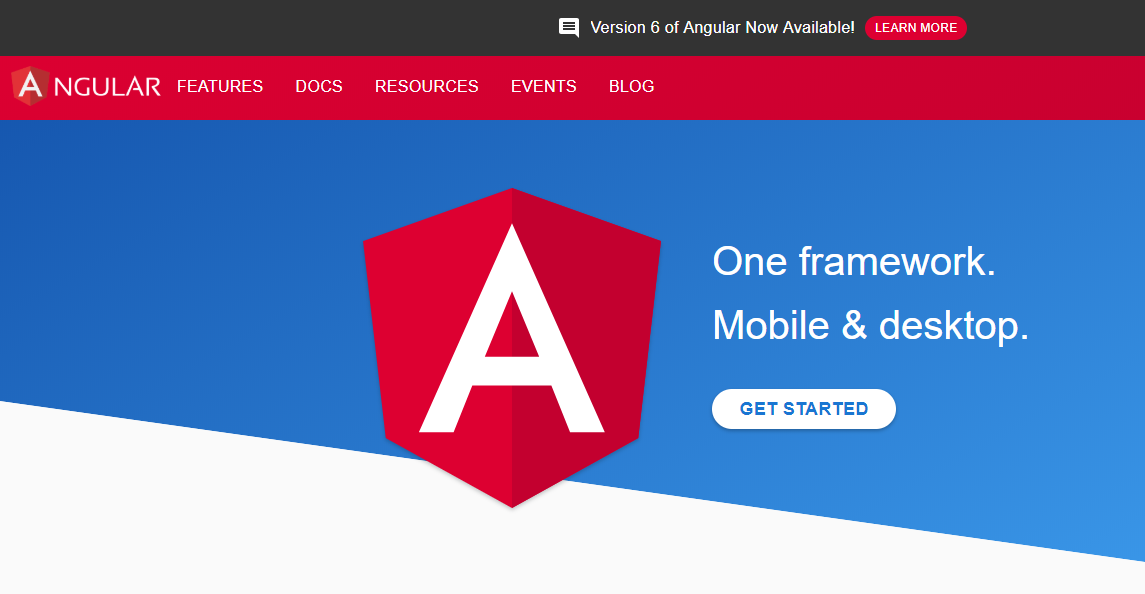 Version 6 of Angular Now Available! LEARN MORE
ANGULAR FEATURES DOCS RESOURCES EVENTS BLOG
A
One framework.
Mobile & desktop.
GET STARTED